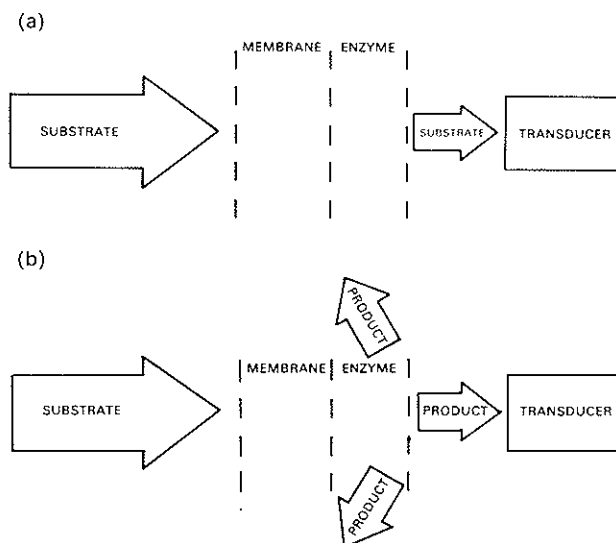 (a)
MEMBRANE ENZYME
SUBSTRATE
SUBSTRATE
TRANSDUCER
(b)
PRODUCT
MEMBRANE ENZYME
SUBSTRATE
PRODUCT
TRANSDUCER
PRODUCT